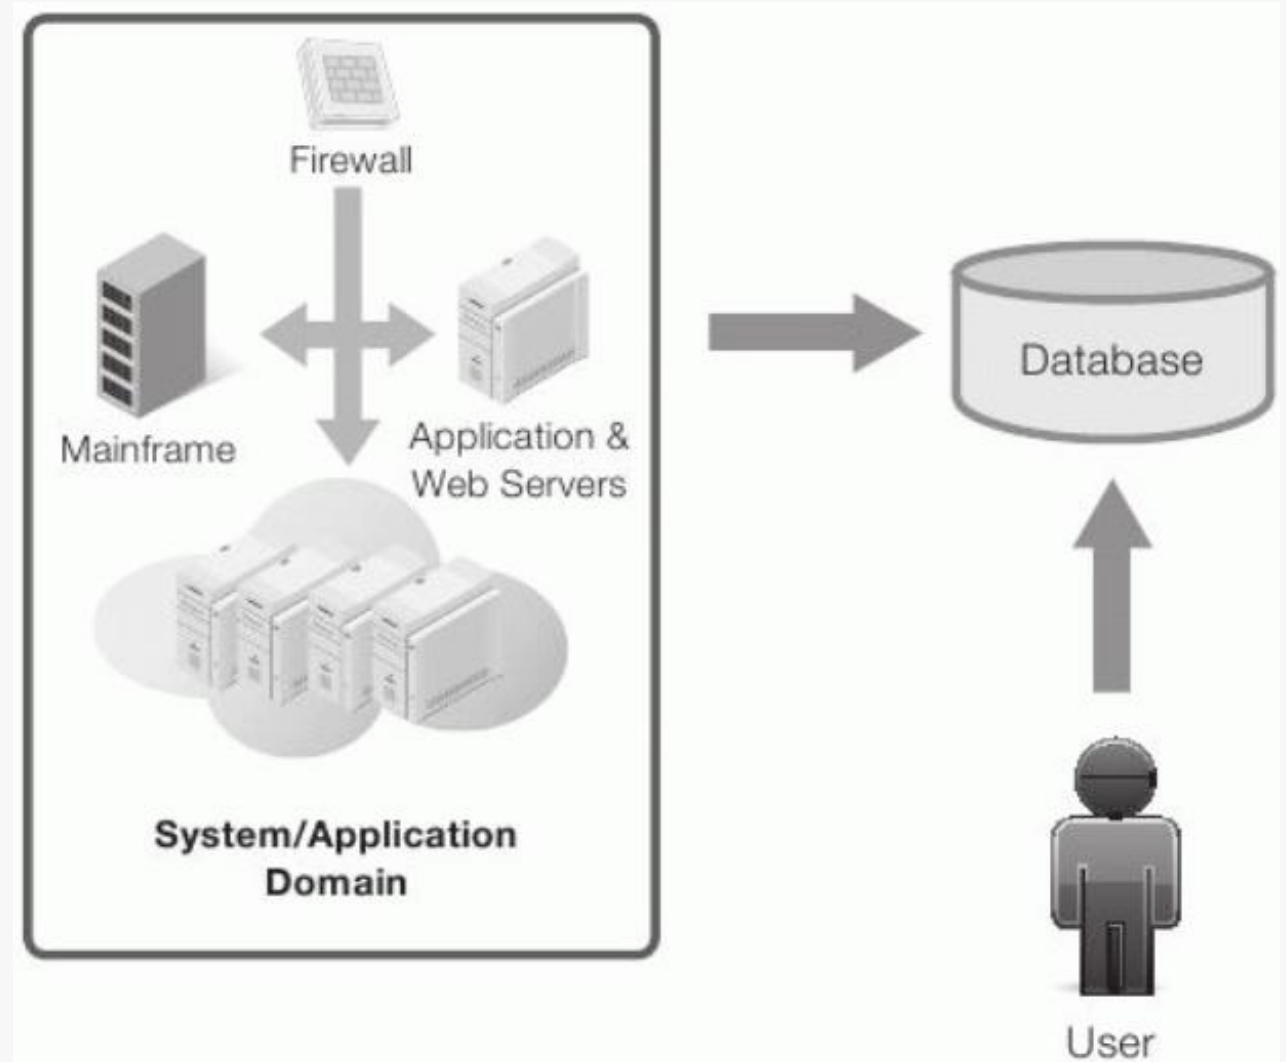 Firewall
Mainframe
Application &
Web Servers
System/Application
Domain
Database
User